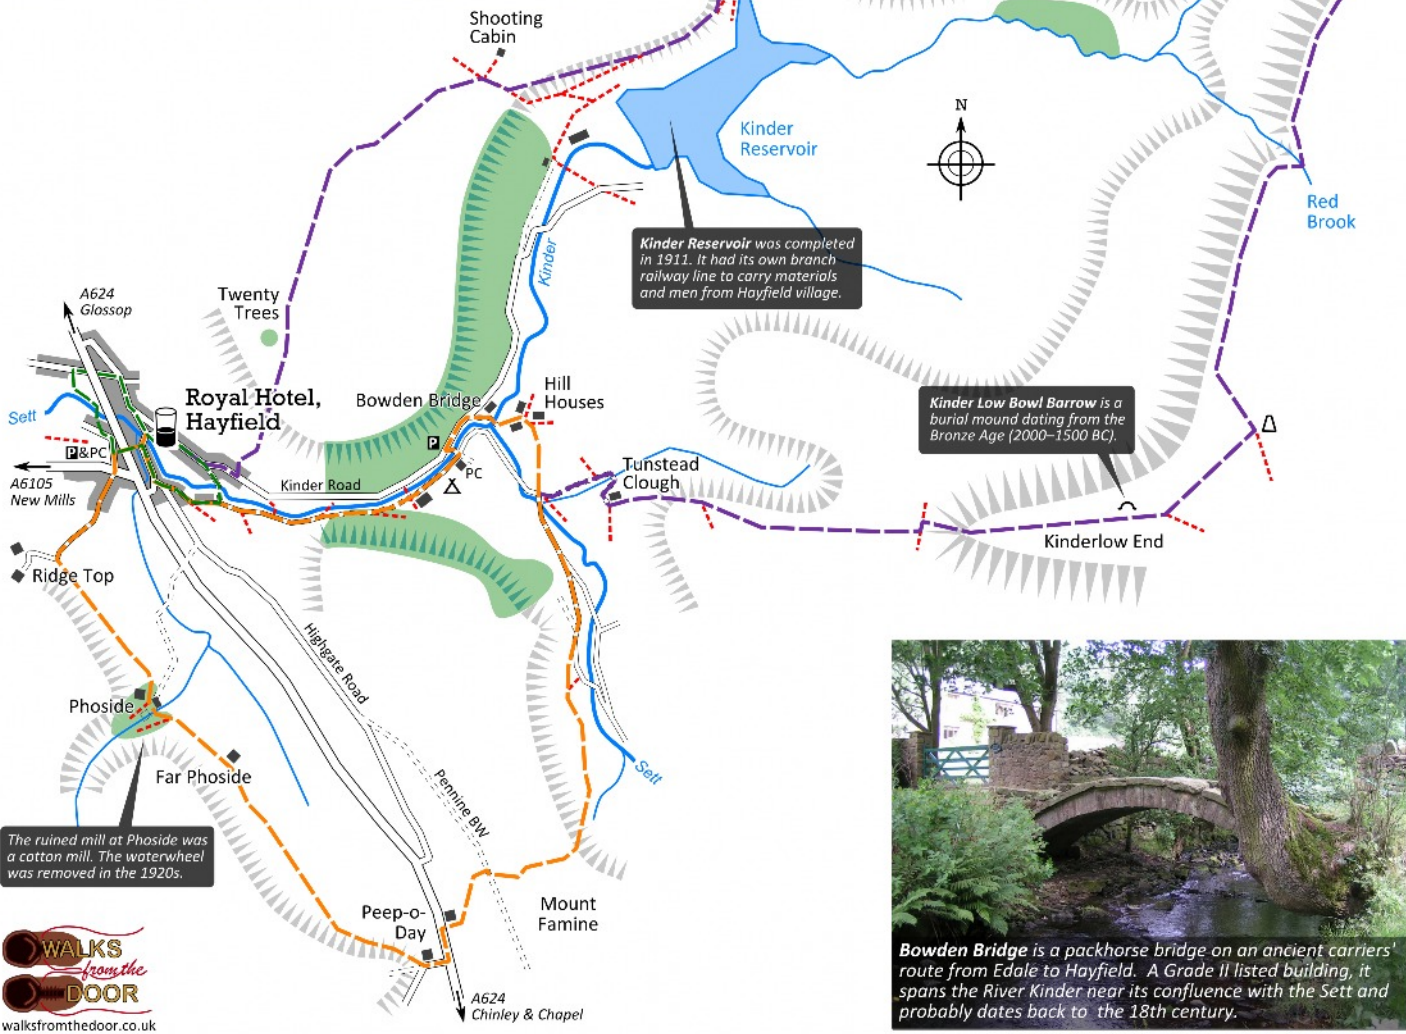 Shooting
Cabin
N
Kinder
Reservoir
Red
Brook
Kinder Reservoir was completed
in 1911. It had its own branch
railway line to carry materials
and men from Hayfield village.
Kinder
A624
Glossop
Twenty
Trees
Royal Hotel,
Hayfield
Bowden Bridge
Hill
Houses
Kinder Low Bowl Barrow is a
burial mound dating from the
Bronze Age (2000–1500 BC).
Sett
P&PC
P
PC
A6105
New Mills
Kinder Road
Tunstead
Clough
Kinderlow End
Ridge Top
Highgate Road
Phoside
Far Phoside
Sett
Pennine BW
The ruined mill at Phoside was
a cotton mill. The waterwheel
was removed in the 1920s.
Mount
Famine
Peep-o-
Day
A624
Chinley & Chapel
WALKS
from the
DOOR
walksfromthedoor.co.uk
Bowden Bridge is a packhorse bridge on an ancient carriers'
route from Edale to Hayfield. A Grade II listed building, it
spans the River Kinder near its confluence with the Sett and
probably dates back to the 18th century.